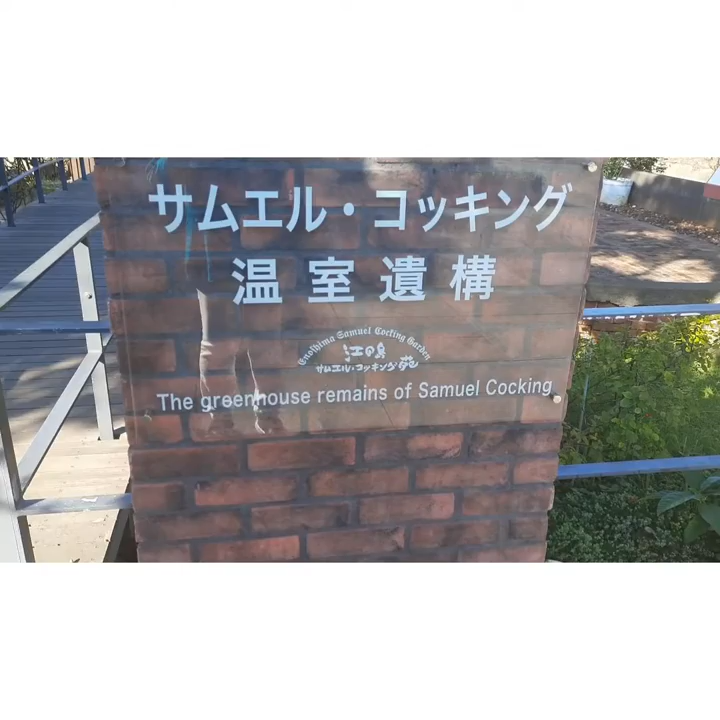 サムエル・コッキング
温室遺構
Enoshima Samuel Cocking Garden
江の島
サムエル・コッキング苑
The greenhouse remains of Samuel Cocking